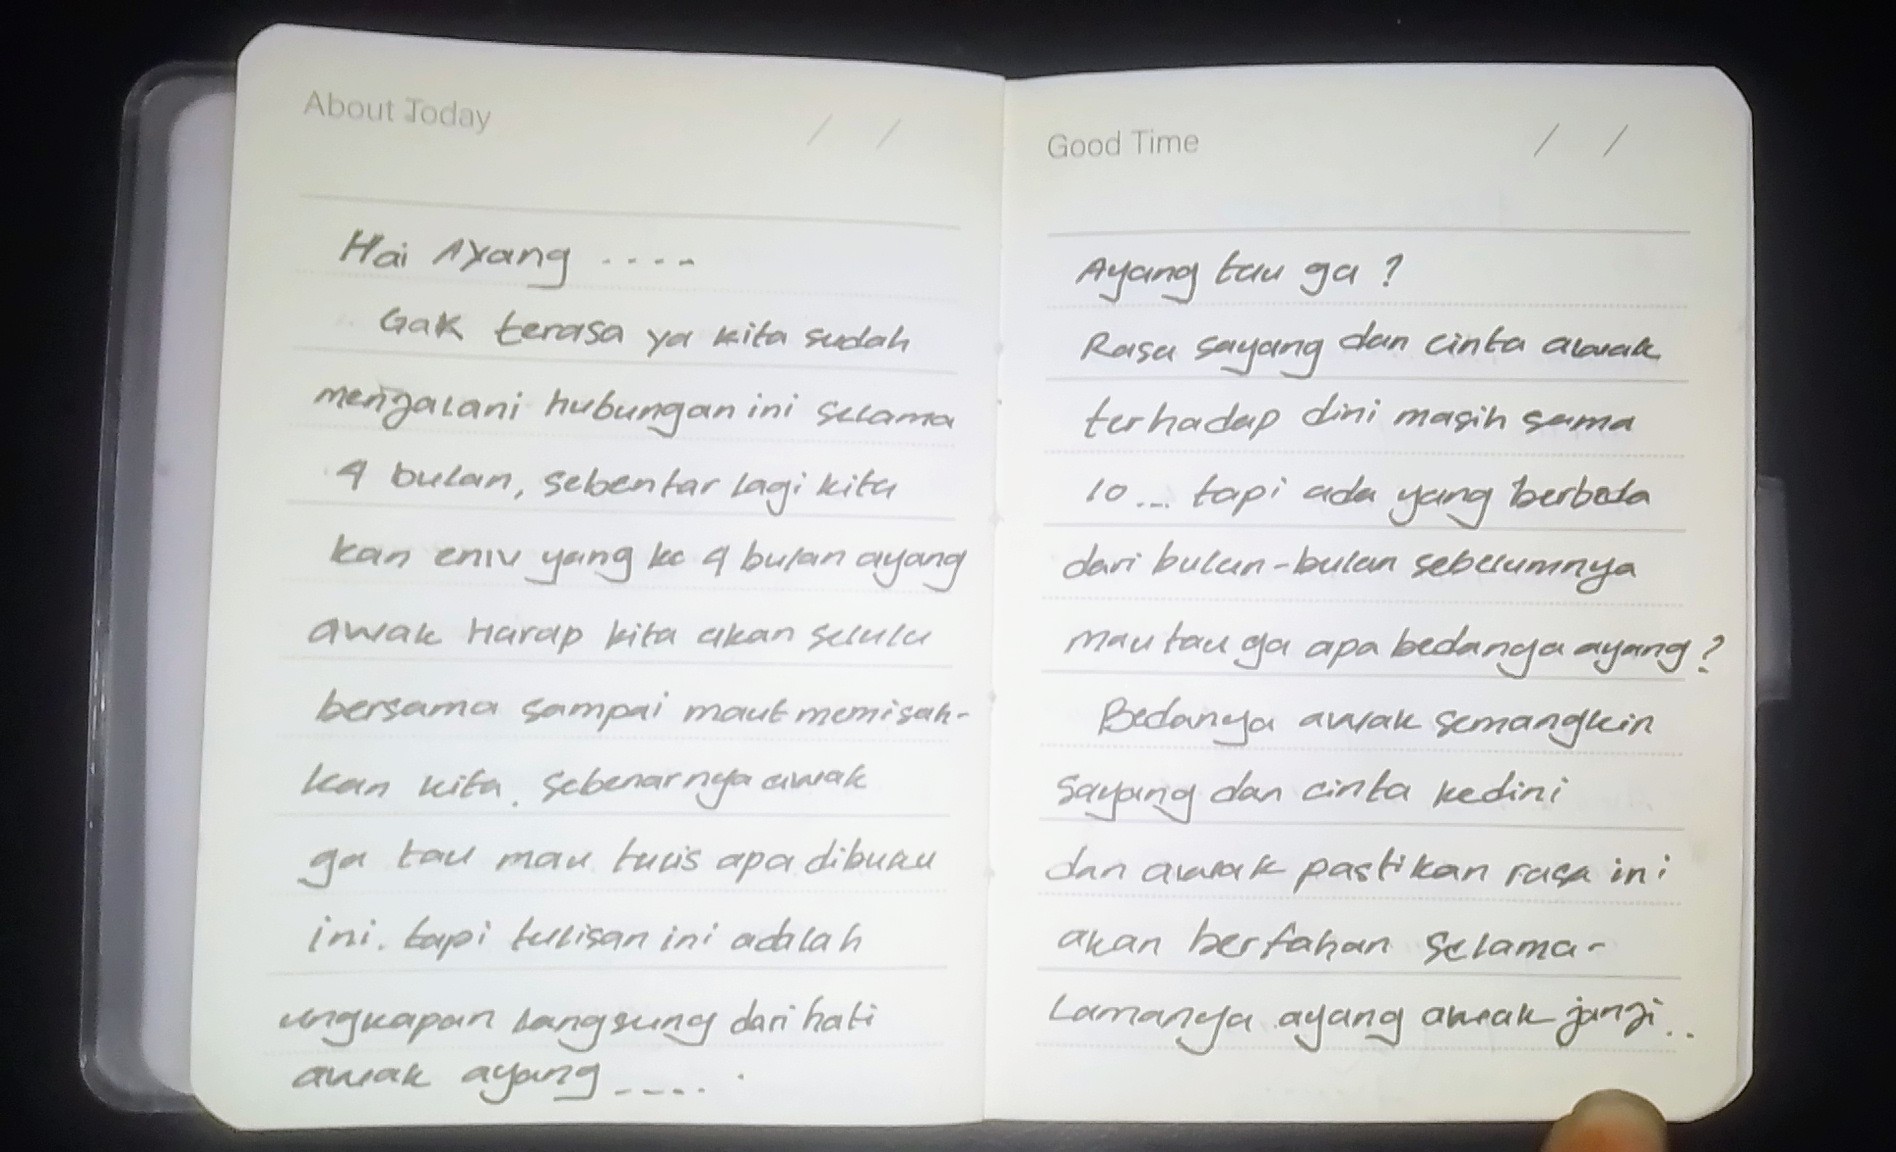 About Today / /
Hai Ayang ....
Gak terasa ya kita sudah
menjalani hubungan ini selama
4 bulan, sebentar lagi kita
kan eniv yang ke 4 bulan ayang
awak harap kita akan selulu
bersama sampai maut memisah-
kan kita. sebenarnya awak
ga tau mau tulis apa dibuku
ini. tapi tulisan ini adalah
ungkapan langsung dari hati
awak ayang ---..
Good Time / /
Ayang tau ga ?
Rasa sayang dan cinta awak
terhadap dini masih sama
10 ... tapi ada yang berbeda
dari bulan-bulan sebelumnya
mau tau ga apa bedanya ayang ?
Bedanya awak semangkin
sayang dan cinta kedini
dan awak pastikan rasa ini
akan bertahan selama-
lamanya ayang awak janji..